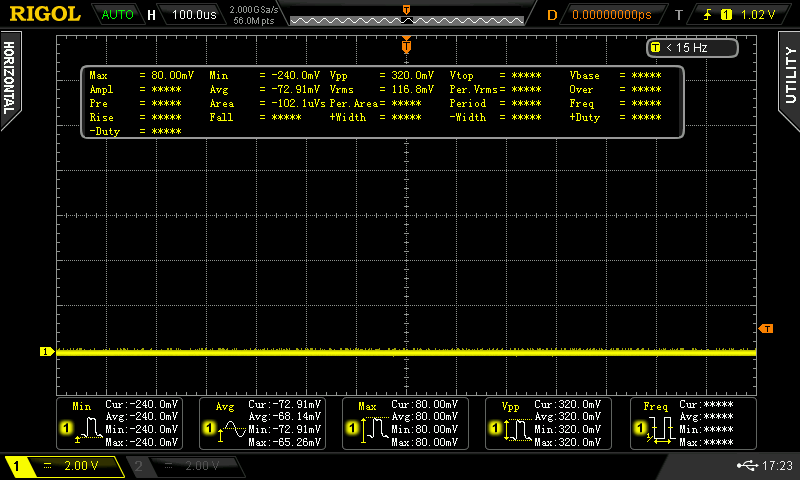 RIGOL AUTO H 100.0us 2.000GSa/s 56.0M pts D 0.00000000ps T 1 1.02 V
T
T
T < 15 Hz
HORIZONTAL
UTILITY
Max = 80.00mV Min = -240.0mV Vpp = 320.0mV Vtop = ***** Vbase = *****
Ampl = ***** Avg = -72.91mV Vrms = 116.8mV Per.Vrms= ***** Over = *****
Pre = ***** Area = -102.1uVs Per.Area= ***** Period = ***** Freq = *****
Rise = ***** Fall = ***** +Width = ***** -Width = ***** +Duty = *****
-Duty = *****
T
1
Min Cur:-240.0mV Avg:-240.0mV Min:-240.0mV Max:-240.0mV
1
Avg Cur:-72.91mV Avg:-68.14mV Min:-72.91mV Max:-65.26mV
1
Max Cur:80.00mV Avg:80.00mV Min:80.00mV Max:80.00mV
1
Vpp Cur:320.0mV Avg:320.0mV Min:320.0mV Max:320.0mV
1
Freq Cur:***** Avg:***** Min:***** Max:*****
1
1 2.00 V 2 2.00 V 17:23